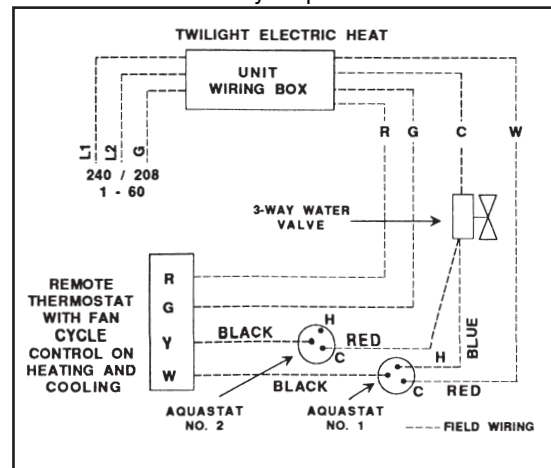 TWILIGHT ELECTRIC HEAT
UNIT
WIRING BOX
R G C W
L1 L2 G
240 / 208
1 - 60
3-WAY WATER
VALVE
REMOTE
THERMOSTAT
WITH FAN
CYCLE
CONTROL ON
HEATING AND
COOLING
R
G
Y
W
BLACK
H
C
RED
BLUE
H
BLACK
C
RED
AQUASTAT
NO. 2
AQUASTAT
NO. 1
FIELD WIRING